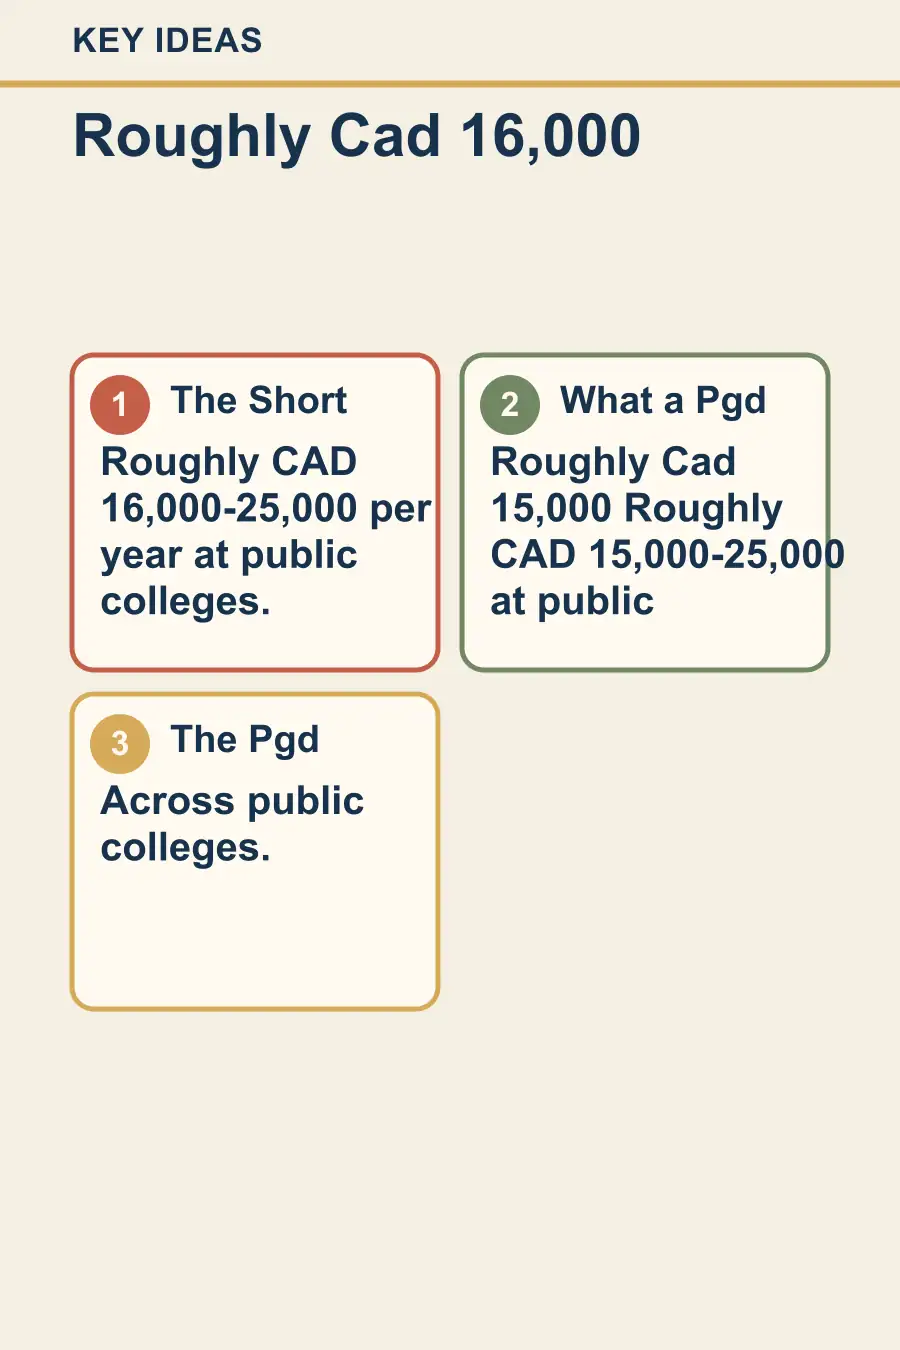 KEY IDEAS
Roughly Cad 16,000
1 The Short
Roughly CAD
16,000-25,000 per
year at public
colleges.
2 What a Pgd
Roughly Cad
15,000 Roughly
CAD 15,000-25,000
at public
3 The Pgd
Across public
colleges.